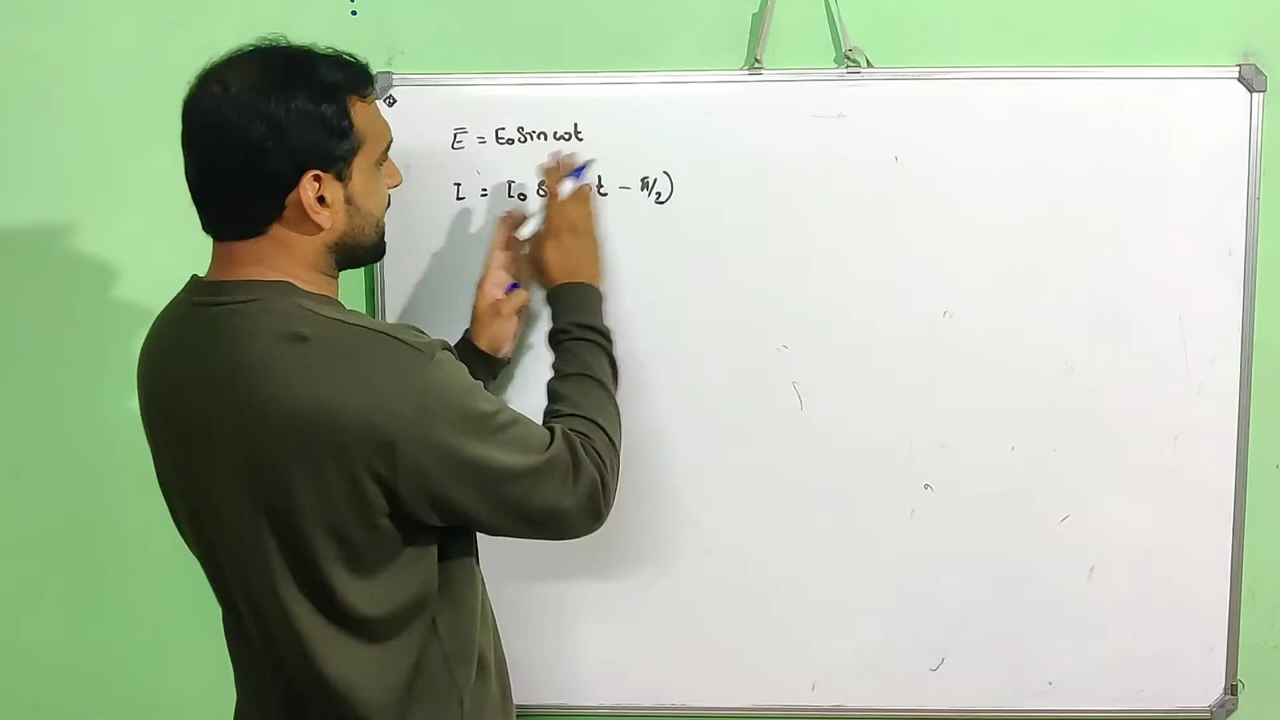 E = E₀ sin ωt
I = I₀ s t - π/2)